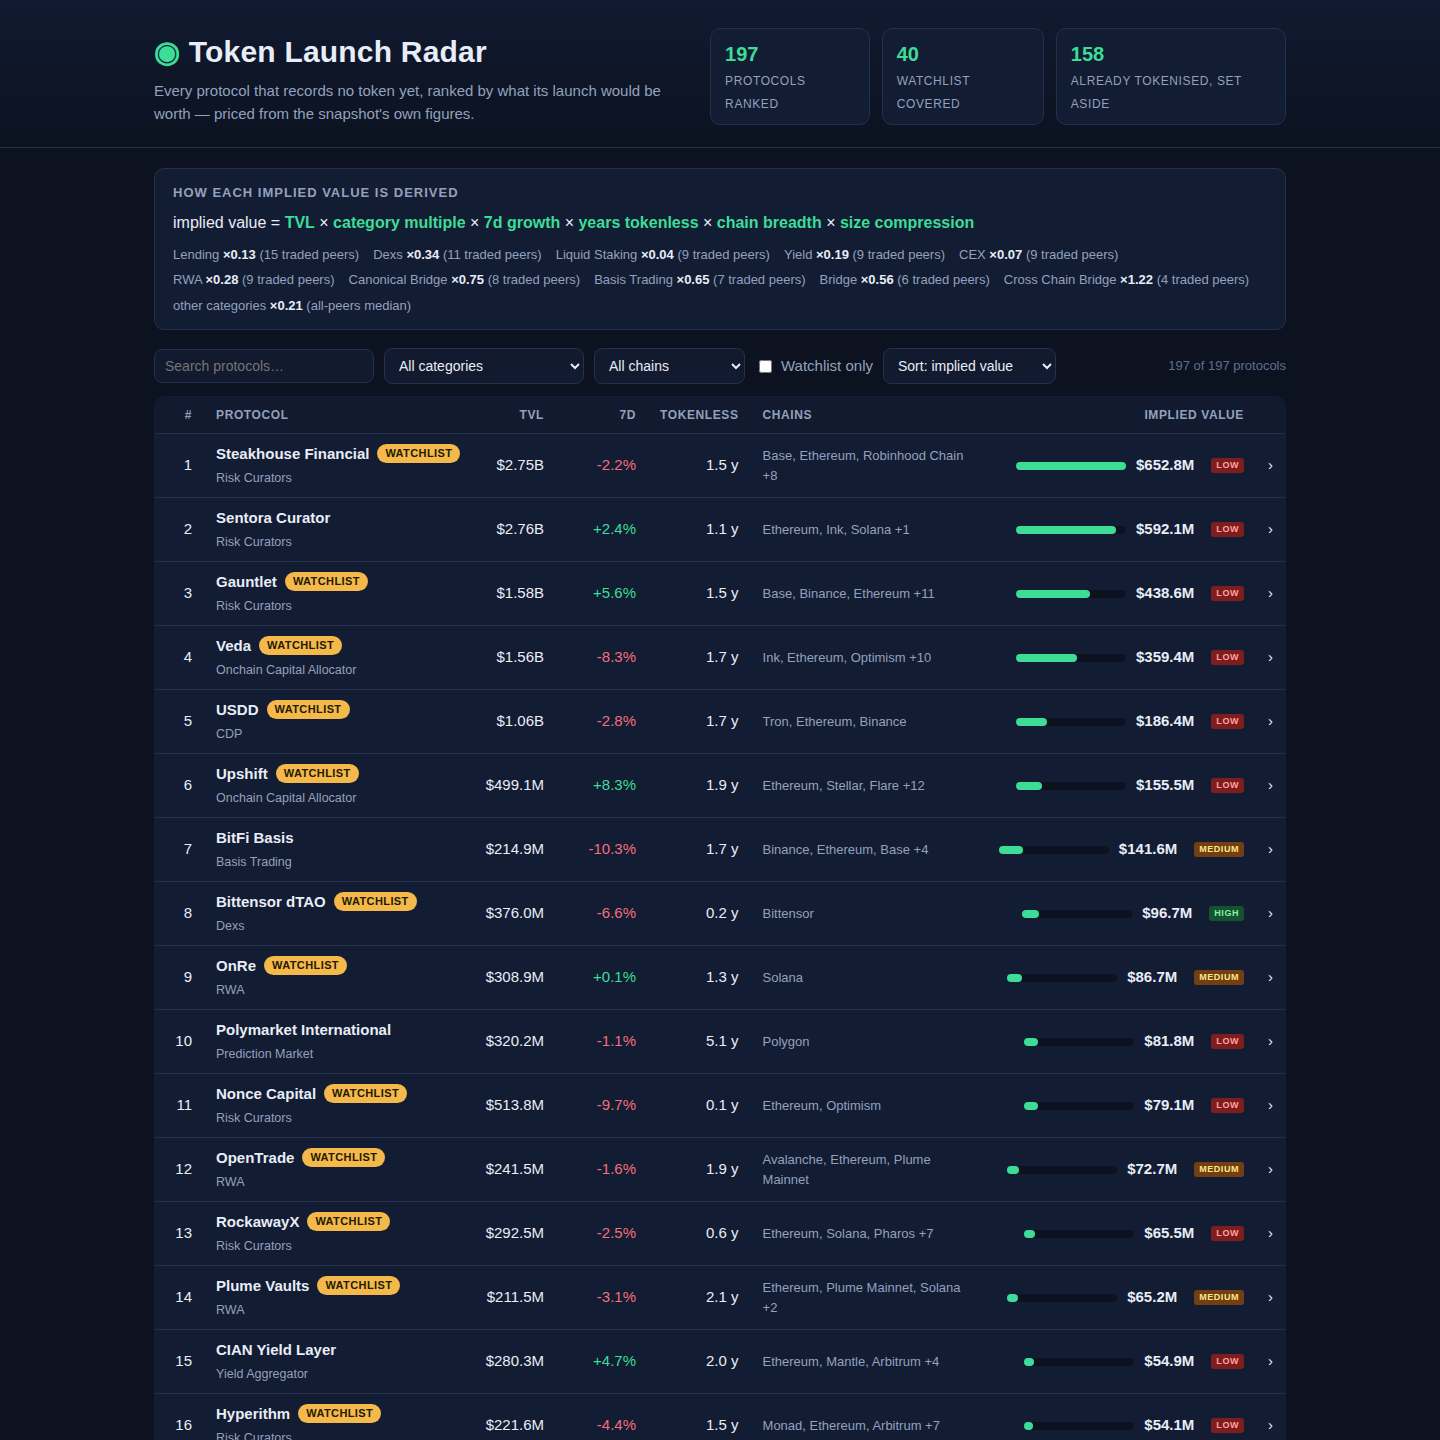 Token Launch Radar
Every protocol that records no token yet, ranked by what its launch would be
worth — priced from the snapshot's own figures.
197
PROTOCOLS
RANKED
40
WATCHLIST
COVERED
158
ALREADY TOKENISED, SET
ASIDE
HOW EACH IMPLIED VALUE IS DERIVED
implied value = TVL × category multiple × 7d growth × years tokenless × chain breadth × size compression
Lending ×0.13 (15 traded peers) Dexs ×0.34 (11 traded peers) Liquid Staking ×0.04 (9 traded peers) Yield ×0.19 (9 traded peers) CEX ×0.07 (9 traded peers)
RWA ×0.28 (9 traded peers) Canonical Bridge ×0.75 (8 traded peers) Basis Trading ×0.65 (7 traded peers) Bridge ×0.56 (6 traded peers) Cross Chain Bridge ×1.22 (4 traded peers)
other categories ×0.21 (all-peers median)
Search protocols… All categories All chains Watchlist only Sort: implied value 197 of 197 protocols
# PROTOCOL TVL 7D TOKENLESS CHAINS IMPLIED VALUE
1 Steakhouse Financial WATCHLIST $2.75B -2.2% 1.5 y Base, Ethereum, Robinhood Chain $652.8M LOW ›
Risk Curators +8
2 Sentora Curator $2.76B +2.4% 1.1 y Ethereum, Ink, Solana +1 $592.1M LOW ›
Risk Curators
3 Gauntlet WATCHLIST $1.58B +5.6% 1.5 y Base, Binance, Ethereum +11 $438.6M LOW ›
Risk Curators
4 Veda WATCHLIST $1.56B -8.3% 1.7 y Ink, Ethereum, Optimism +10 $359.4M LOW ›
Onchain Capital Allocator
5 USDD WATCHLIST $1.06B -2.8% 1.7 y Tron, Ethereum, Binance $186.4M LOW ›
CDP
6 Upshift WATCHLIST $499.1M +8.3% 1.9 y Ethereum, Stellar, Flare +12 $155.5M LOW ›
Onchain Capital Allocator
7 BitFi Basis $214.9M -10.3% 1.7 y Binance, Ethereum, Base +4 $141.6M MEDIUM ›
Basis Trading
8 Bittensor dTAO WATCHLIST $376.0M -6.6% 0.2 y Bittensor $96.7M HIGH ›
Dexs
9 OnRe WATCHLIST $308.9M +0.1% 1.3 y Solana $86.7M MEDIUM ›
RWA
10 Polymarket International $320.2M -1.1% 5.1 y Polygon $81.8M LOW ›
Prediction Market
11 Nonce Capital WATCHLIST $513.8M -9.7% 0.1 y Ethereum, Optimism $79.1M LOW ›
Risk Curators
12 OpenTrade WATCHLIST $241.5M -1.6% 1.9 y Avalanche, Ethereum, Plume $72.7M MEDIUM ›
RWA Mainnet
13 RockawayX WATCHLIST $292.5M -2.5% 0.6 y Ethereum, Solana, Pharos +7 $65.5M LOW ›
Risk Curators
14 Plume Vaults WATCHLIST $211.5M -3.1% 2.1 y Ethereum, Plume Mainnet, Solana $65.2M MEDIUM ›
RWA +2
15 CIAN Yield Layer $280.3M +4.7% 2.0 y Ethereum, Mantle, Arbitrum +4 $54.9M LOW ›
Yield Aggregator
16 Hyperithm WATCHLIST $221.6M -4.4% 1.5 y Monad, Ethereum, Arbitrum +7 $54.1M LOW ›
Risk Curators